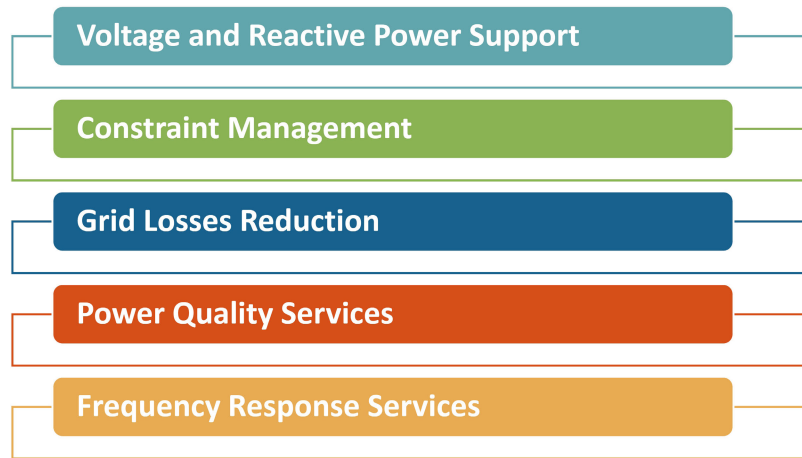 Voltage and Reactive Power Support
Constraint Management
Grid Losses Reduction
Power Quality Services
Frequency Response Services